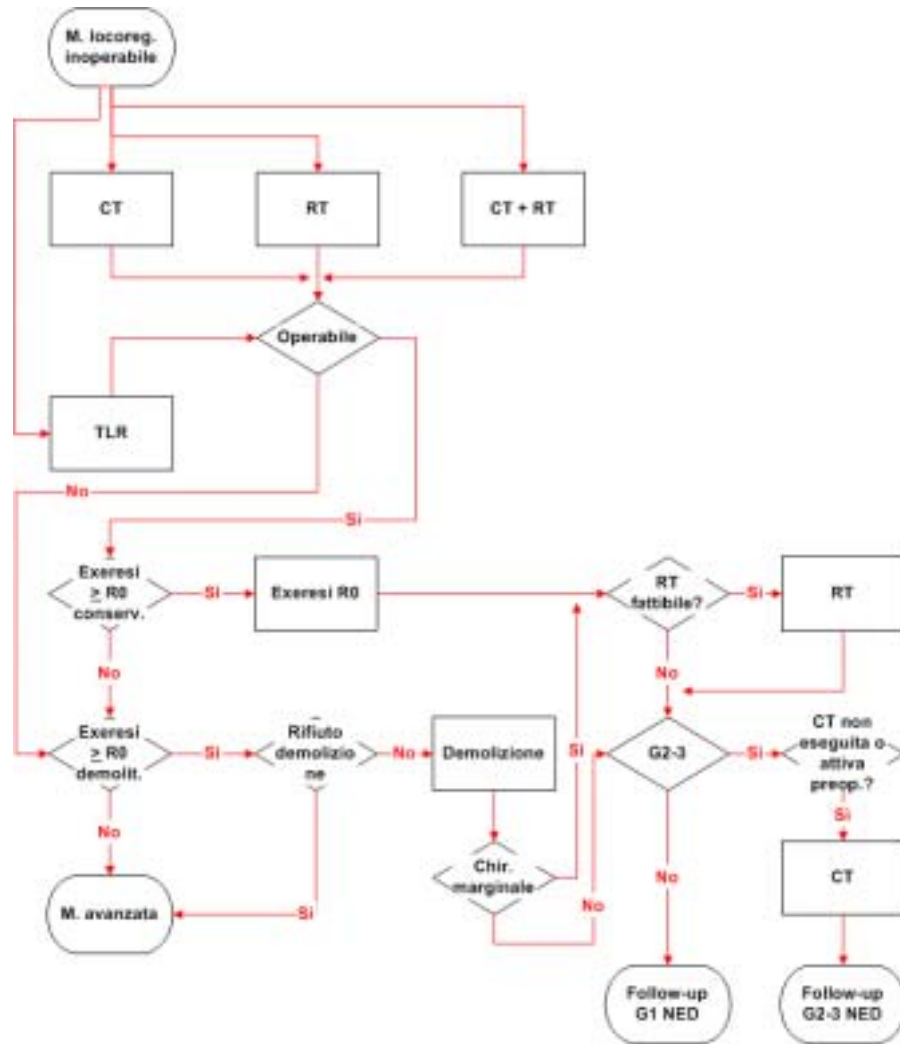 M. locoreg.
inoperabile
CT
RT
CT + RT
Operabile
TLR
No
Si
Exeresi
≥ R0
conserv.
Si
Exeresi R0
RT
fattibile?
Si
RT
No
No
Exeresi
≥ R0
demolit.
Si
Rifiuto
demolizio
ne
No
Demolizione
Si
G2-3
Si
CT non
eseguita o
attiva
preop.?
No
Si
Chir.
marginale
No
No
CT
M. avanzata
Si
Follow-up
G1 NED
Follow-up
G2-3 NED